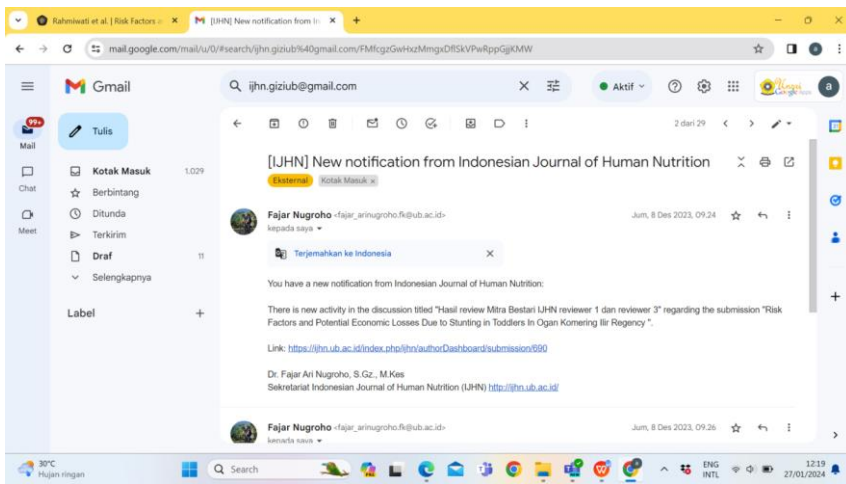 Rahmiwati et al. | Risk Factors
[IJHN] New notification from In
mail.google.com/mail/u/0/#search/ijhn.giziub%40gmail.com/FMfcgzGwHxzMmgxDflSkVPwRppGjjKMW
Gmail
ijhn.giziub@gmail.com
Aktif
a
99+
Mail
Chat
Meet
Tulis
Kotak Masuk 1.029
Berbintang
Ditunda
Terkirim
Draf 11
Selengkapnya
Label
2 dari 29
[IJHN] New notification from Indonesian Journal of Human Nutrition
Eksternal Kotak Masuk x
Fajar Nugroho <fajar_arinugroho.fk@ub.ac.id> Jum, 8 Des 2023, 09.24
kepada saya
Terjemahkan ke Indonesia
You have a new notification from Indonesian Journal of Human Nutrition:
There is new activity in the discussion titled "Hasil review Mitra Bestari IJHN reviewer 1 dan reviewer 3" regarding the submission "Risk
Factors and Potential Economic Losses Due to Stunting in Toddlers In Ogan Komering Ilir Regency ".
Link: https://ijhn.ub.ac.id/index.php/ijhn/authorDashboard/submission/690
Dr. Fajar Ari Nugroho, S.Gz., M.Kes
Sekretariat Indonesian Journal of Human Nutrition (IJHN) http://ijhn.ub.ac.id/
Fajar Nugroho <fajar_arinugroho.fk@ub.ac.id> Jum, 8 Des 2023, 09.26
kepada saya
30°C
Hujan ringan
Search
ENG
INTL
12:19
27/01/2024